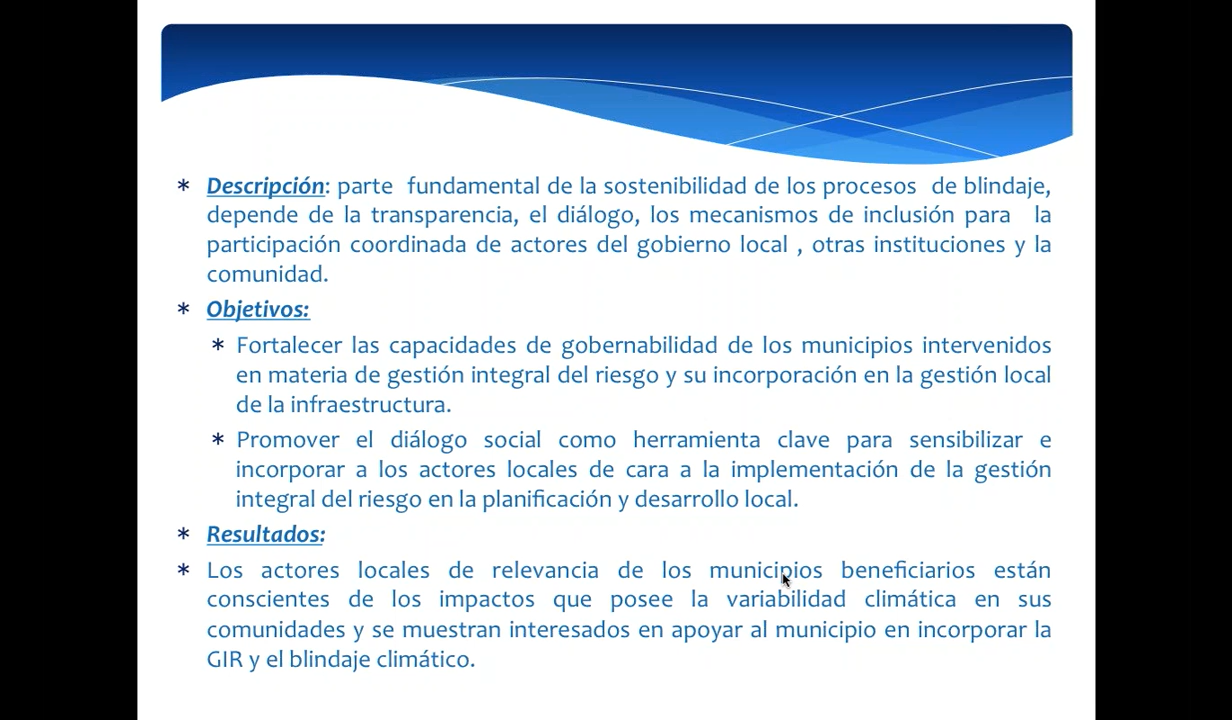 * Descripción: parte fundamental de la sostenibilidad de los procesos de blindaje,
depende de la transparencia, el diálogo, los mecanismos de inclusión para la
participación coordinada de actores del gobierno local , otras instituciones y la
comunidad.
* Objetivos:
* Fortalecer las capacidades de gobernabilidad de los municipios intervenidos
en materia de gestión integral del riesgo y su incorporación en la gestión local
de la infraestructura.
* Promover el diálogo social como herramienta clave para sensibilizar e
incorporar a los actores locales de cara a la implementación de la gestión
integral del riesgo en la planificación y desarrollo local.
* Resultados:
* Los actores locales de relevancia de los municipios beneficiarios están
conscientes de los impactos que posee la variabilidad climática en sus
comunidades y se muestran interesados en apoyar al municipio en incorporar la
GIR y el blindaje climático.